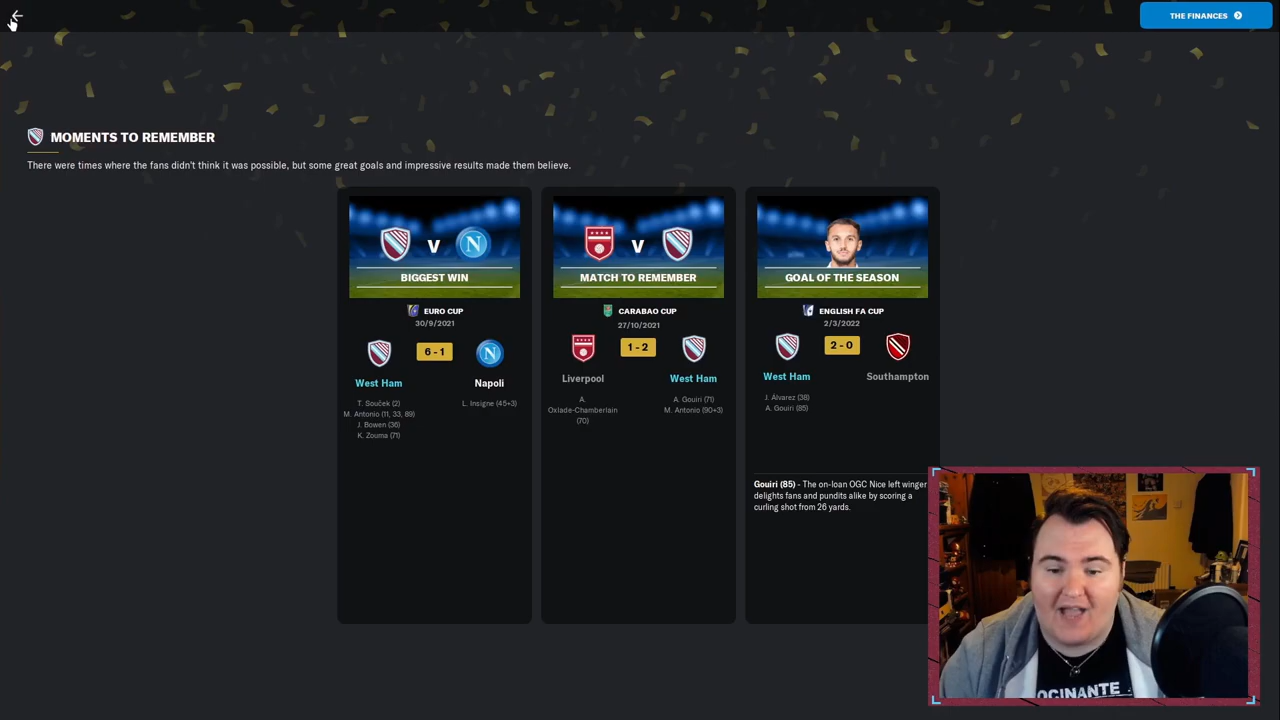 THE FINANCES
MOMENTS TO REMEMBER
There were times where the fans didn't think it was possible, but some great goals and impressive results made them believe.
V
N
BIGGEST WIN
EURO CUP
30/9/2021
6 - 1
N
West Ham
Napoli
T. Souček (2)
M. Antonio (11, 33, 89)
J. Bowen (36)
K. Zouma (71)
L. Insigne (45+3)
V
MATCH TO REMEMBER
CARABAO CUP
27/10/2021
1 - 2
Liverpool
West Ham
A.
Oxlade-Chamberlain
(70)
A. Gouiri (71)
M. Antonio (90+3)
GOAL OF THE SEASON
ENGLISH FA CUP
2/3/2022
2 - 0
West Ham
Southampton
J. Álvarez (38)
A. Gouiri (85)
Gouiri (85) - The on-loan OGC Nice left winger
delights fans and pundits alike by scoring a
curling shot from 26 yards.
OCINANTE